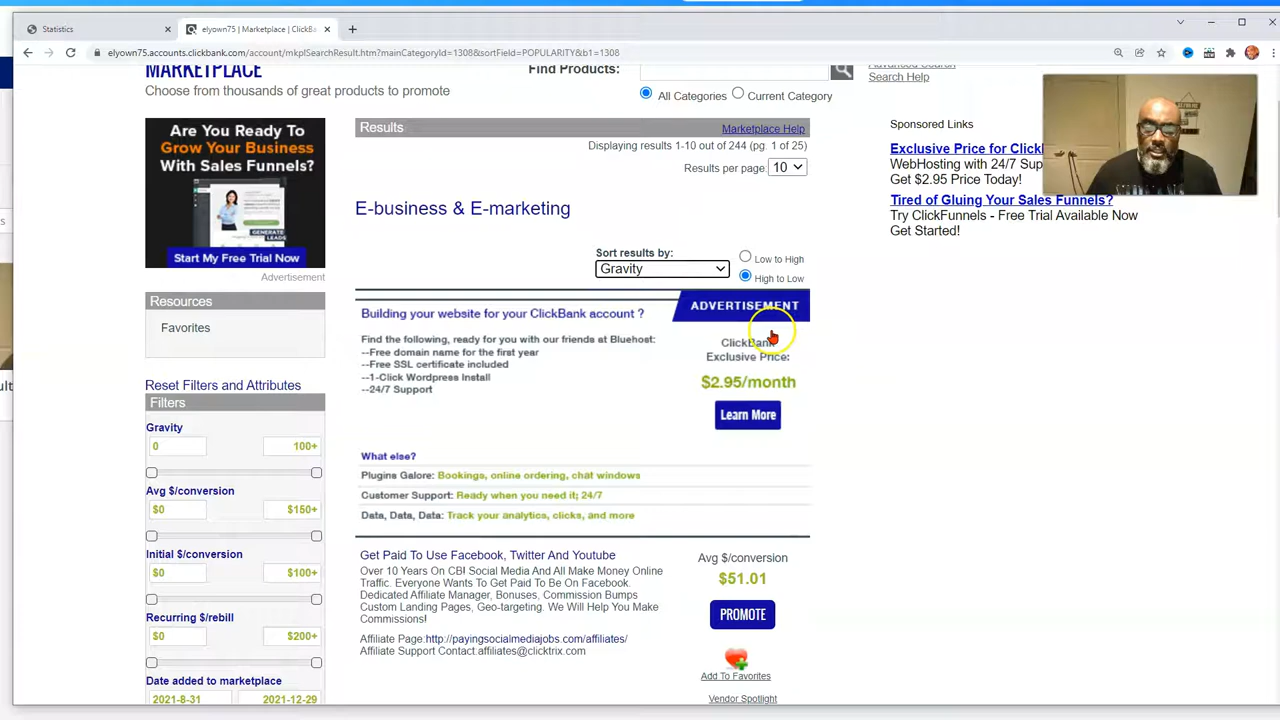 Statistics
elyown75 | Marketplace | ClickBa
elyown75.accounts.clickbank.com/account/mkplSearchResult.htm?mainCategoryId=1308&sortField=POPULARITY&b1=1308
MARKETPLACE
Choose from thousands of great products to promote
Find Products:
All Categories
Current Category
Advanced Search
Search Help
Are You Ready To
Grow Your Business
With Sales Funnels?
GENERATE
LEADS
Start My Free Trial Now
Advertisement
Resources
Favorites
Reset Filters and Attributes
Filters
Gravity
0 100+
Avg $/conversion
$0 $150+
Initial $/conversion
$0 $100+
Recurring $/rebill
$0 $200+
Date added to marketplace
2021-8-31 2021-12-29
Results
Marketplace Help
Displaying results 1-10 out of 244 (pg. 1 of 25)
Results per page: 10
E-business & E-marketing
Sort results by:
Gravity
Low to High
High to Low
ADVERTISEMENT
Building your website for your ClickBank account ?
Find the following, ready for you with our friends at Bluehost:
--Free domain name for the first year
--Free SSL certificate included
--1-Click Wordpress Install
--24/7 Support
ClickBank
Exclusive Price:
$2.95/month
Learn More
What else?
Plugins Galore: Bookings, online ordering, chat windows
Customer Support: Ready when you need it; 24/7
Data, Data, Data: Track your analytics, clicks, and more
Get Paid To Use Facebook, Twitter And Youtube
Over 10 Years On CB! Social Media And All Make Money Online
Traffic. Everyone Wants To Get Paid To Be On Facebook.
Dedicated Affiliate Manager, Bonuses, Commission Bumps
Custom Landing Pages, Geo-targeting. We Will Help You Make
Commissions!
Affiliate Page:http://payingsocialmediajobs.com/affiliates/
Affiliate Support Contact:affiliates@clicktrix.com
Avg $/conversion
$51.01
PROMOTE
Add To Favorites
Vendor Spotlight
Sponsored Links
Exclusive Price for Cl
WebHosting with 24/7 Sup
Get $2.95 Price Today!
Tired of Gluing Your Sales Funnels?
Try ClickFunnels - Free Trial Available Now
Get Started!